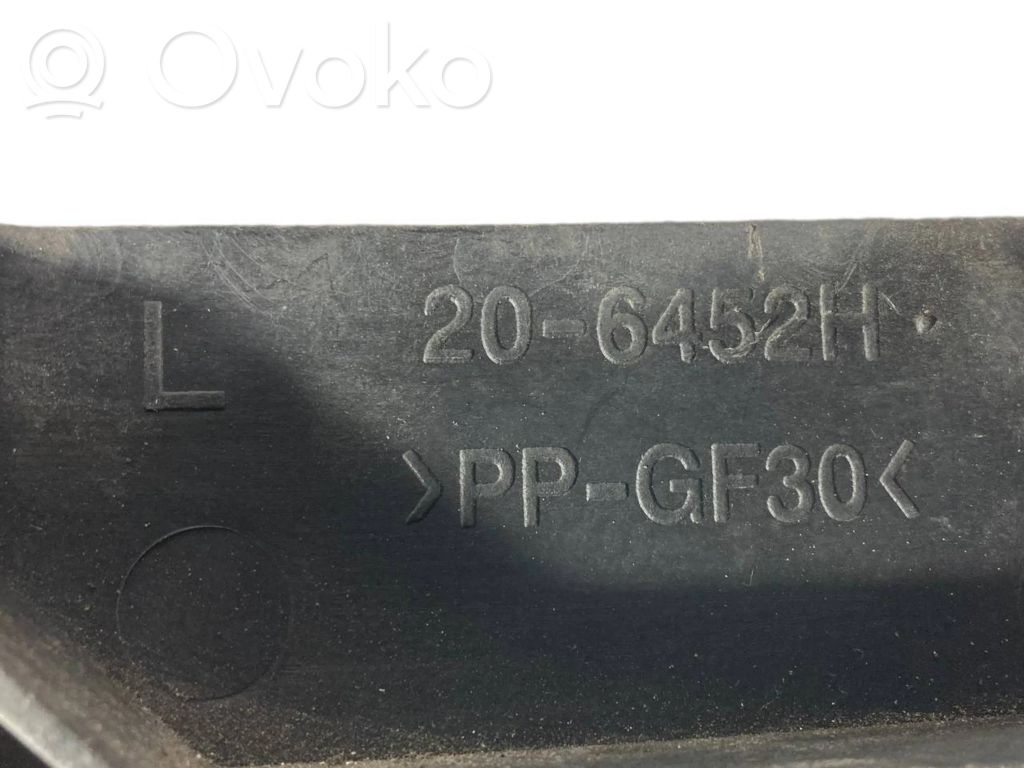 Ovoko
L 20-6452H
>PP-GF30<